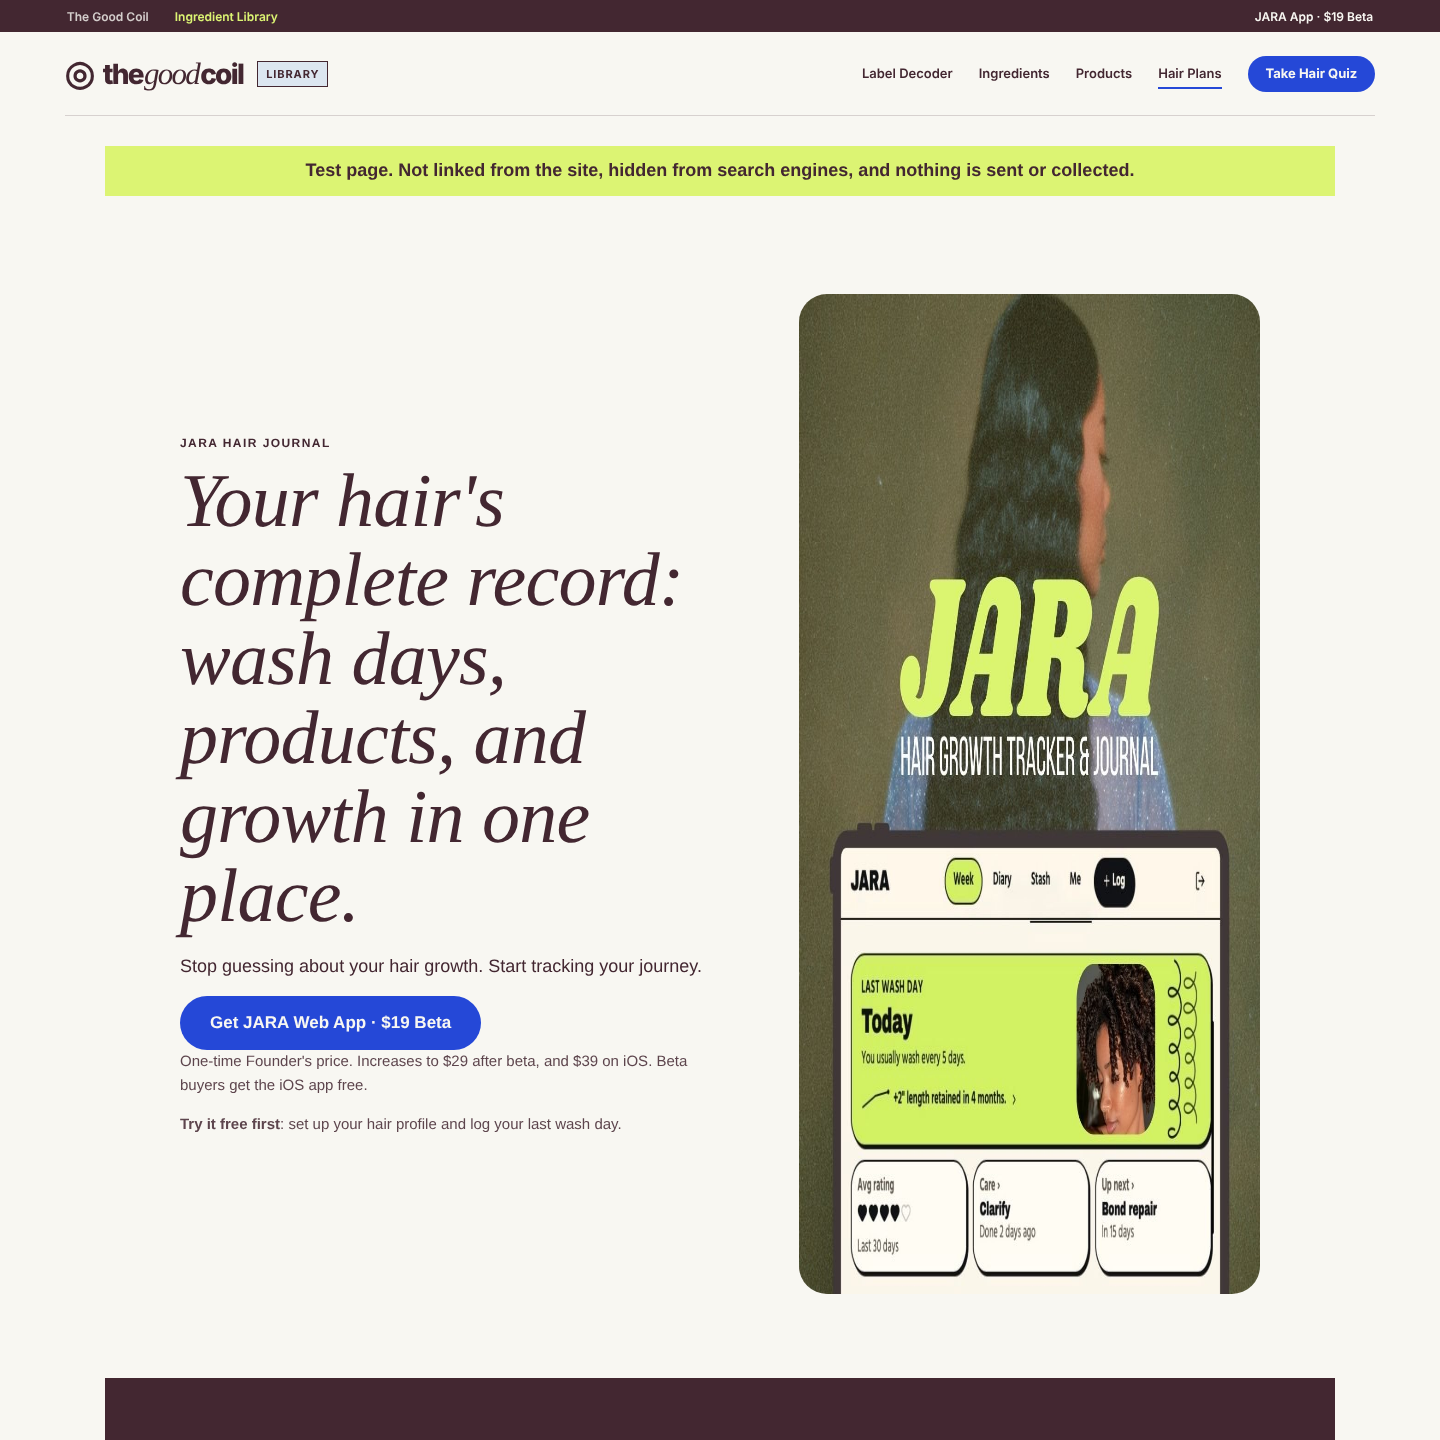 The Good Coil
Ingredient Library
JARA App · $19 Beta
thegoodcoil
LIBRARY
Label Decoder
Ingredients
Products
Hair Plans
Take Hair Quiz
Test page. Not linked from the site, hidden from search engines, and nothing is sent or collected.
JARA HAIR JOURNAL
Your hair's
complete record:
wash days,
products, and
growth in one
place.
Stop guessing about your hair growth. Start tracking your journey.
Get JARA Web App · $19 Beta
One-time Founder's price. Increases to $29 after beta, and $39 on iOS. Beta
buyers get the iOS app free.
Try it free first: set up your hair profile and log your last wash day.
JARA
HAIR GROWTH TRACKER & JOURNAL
JARA
Week
Diary
Stash
Me
+ Log
LAST WASH DAY
Today
You usually wash every 5 days.
+2" length retained in 4 months. ›
Avg rating
Last 30 days
Care ›
Clarify
Done 2 days ago
Up next ›
Bond repair
In 15 days